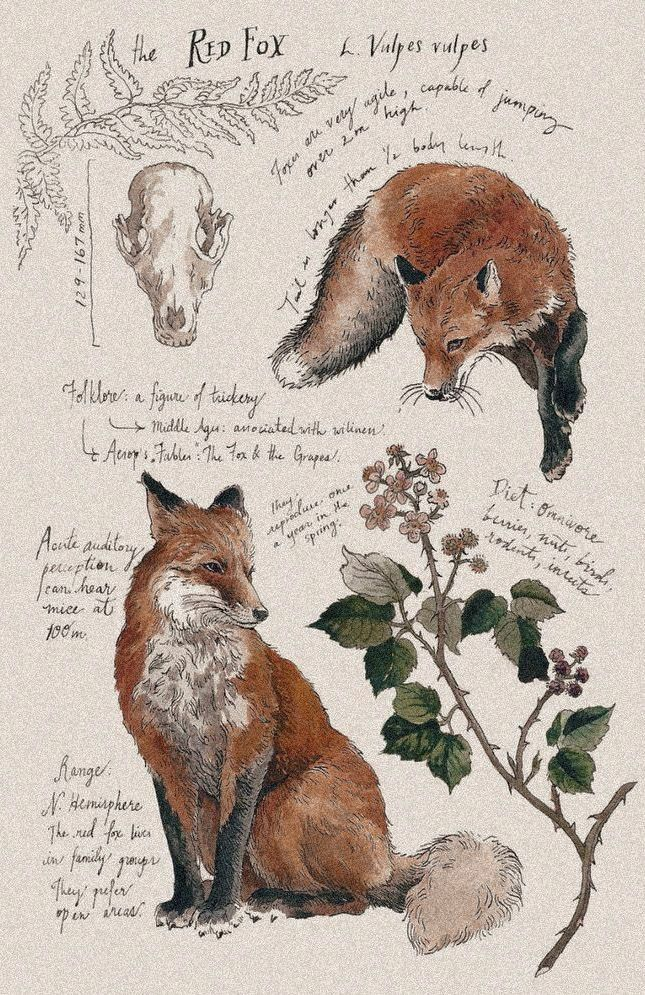 the RED FOX L. Vulpes vulpes
Foxes are very agile, capable of jumping
over 2m high.
Tail is longer than ½ body length.
129-167 mm
Folklore: a figure of trickery
Middle Ages: associated with wiliness
Aesop's "Fables": The Fox & the Grapes.
They
reproduce once
a year in the
spring.
Diet: omnivore
berries, nuts, birds,
rodents, insects
Acute auditory
perception
can hear
mice at
100m.
Range:
N. Hemisphere
The red fox lives
in family groups
They prefer
open areas.